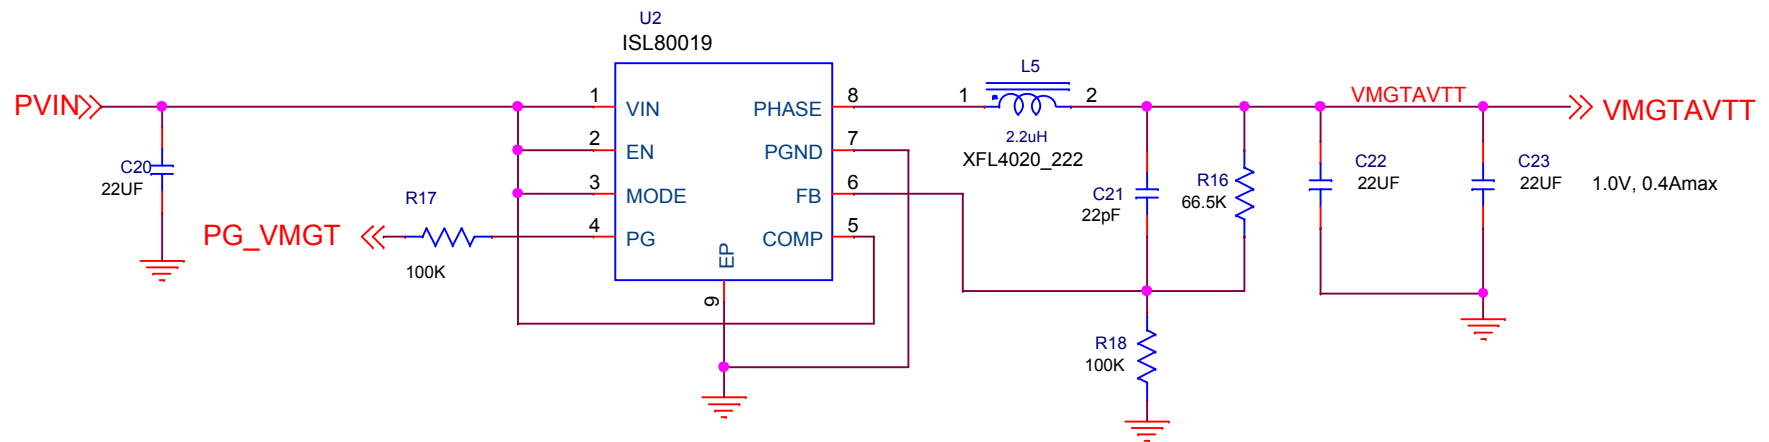 U2
ISL80019
PVIN
1
VIN
2
EN
3
MODE
4
PG
PHASE
8
PGND
7
FB
6
COMP
5
EP
9
C20
22UF
R17
100K
PG_VMGT
L5
1
2
2.2uH
XFL4020_222
VMGTAVTT
VMGTAVTT
C21
22pF
R16
66.5K
C22
22UF
C23
22UF
1.0V, 0.4Amax
R18
100K